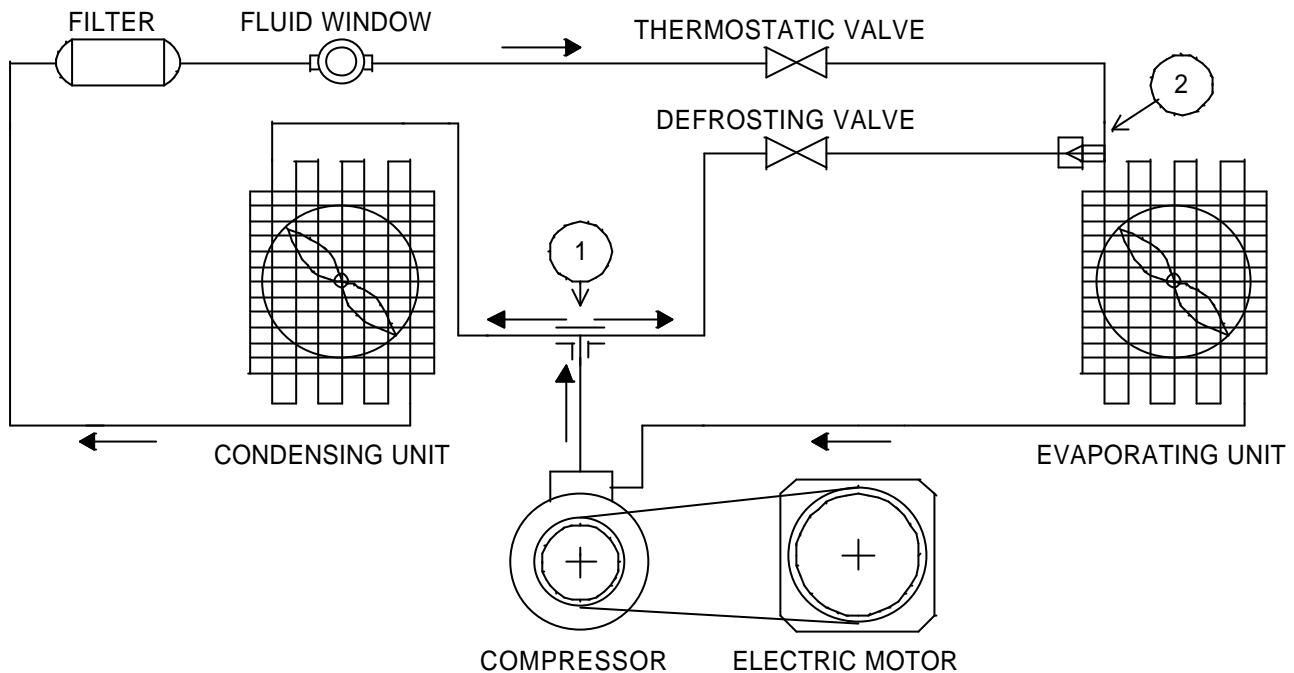 FILTER
FLUID WINDOW
THERMOSTATIC VALVE
2
DEFROSTING VALVE
1
CONDENSING UNIT
EVAPORATING UNIT
COMPRESSOR
ELECTRIC MOTOR